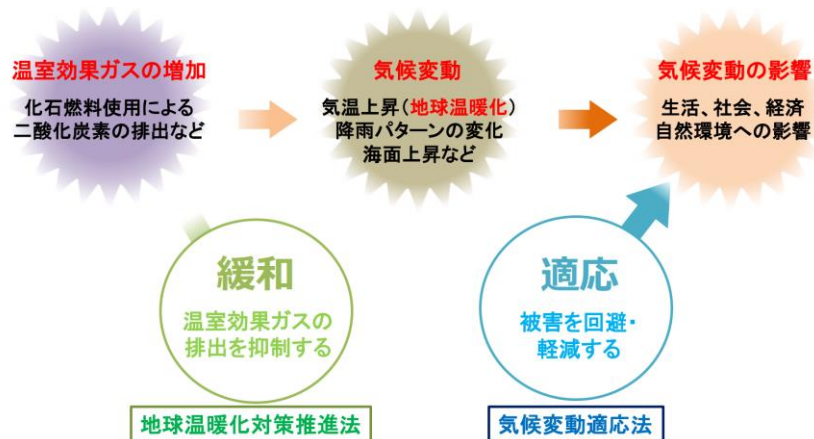 温室効果ガスの増加
化石燃料使用による
二酸化炭素の排出など
気候変動
気温上昇(地球温暖化)
降雨パターンの変化
海面上昇など
気候変動の影響
生活、社会、経済
自然環境への影響
緩和
温室効果ガスの
排出を抑制する
適応
被害を回避・
軽減する
地球温暖化対策推進法
気候変動適応法